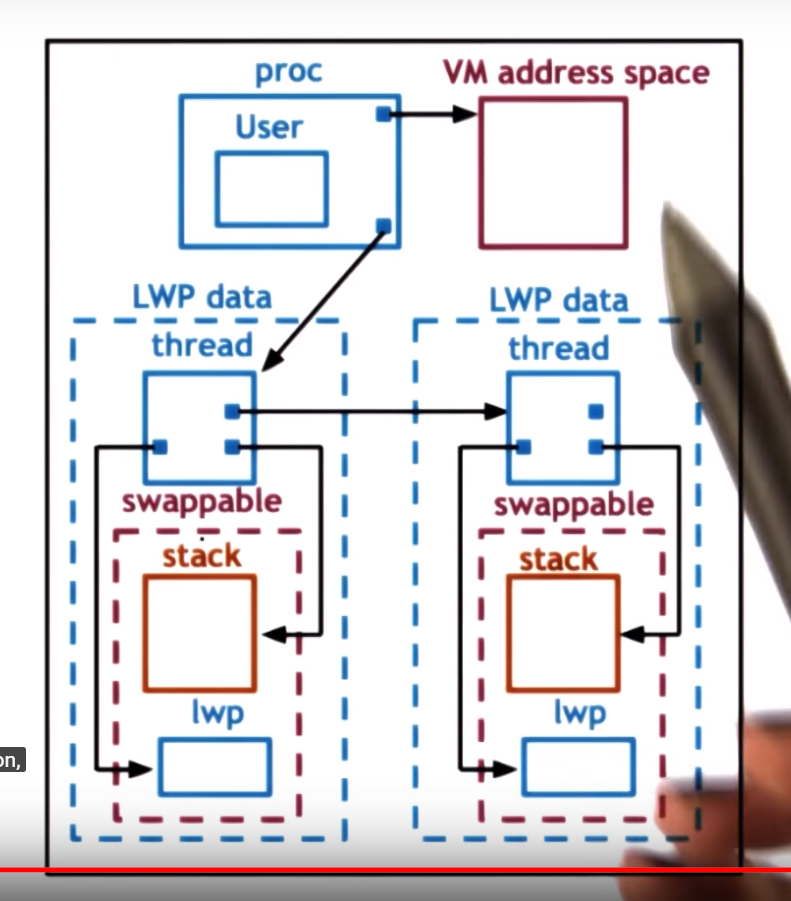 proc
VM address space
User
LWP data
LWP data
thread
thread
swappable
swappable
stack
stack
lwp
lwp
on,